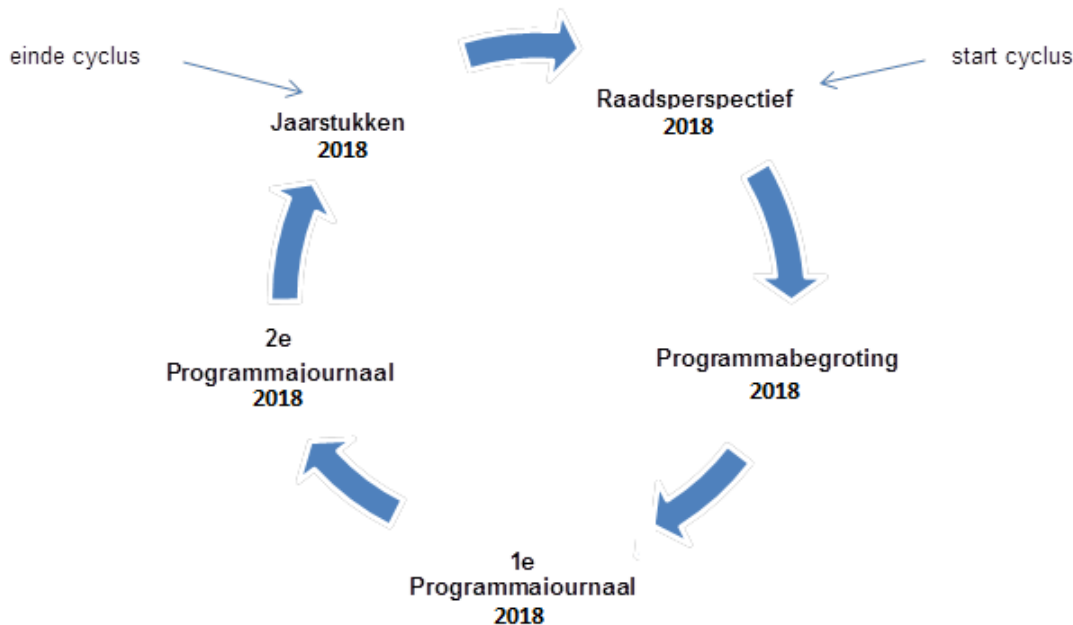 einde cyclus
start cyclus
Raadsperspectief
2018
Jaarstukken
2018
2e
Programmajournaal
2018
Programmabegroting
2018
1e
Programmajournaal
2018